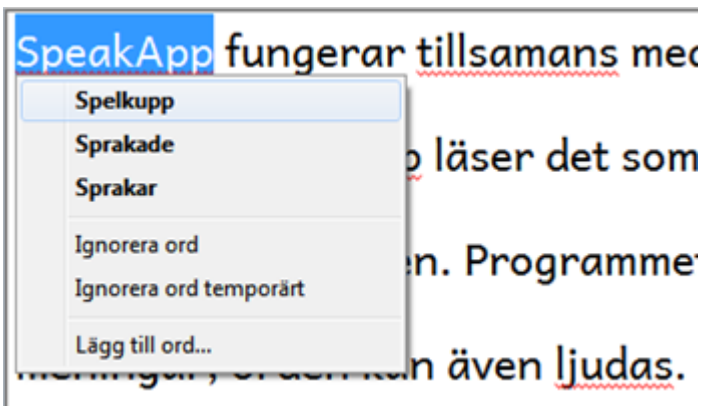 SpeakApp fungerar tillsamans med
Spelkupp
Sprakade
Sprakar
läser det som
Ignorera ord
Ignorera ord temporärt
en. Programmet
Lägg till ord...
även ljudas.